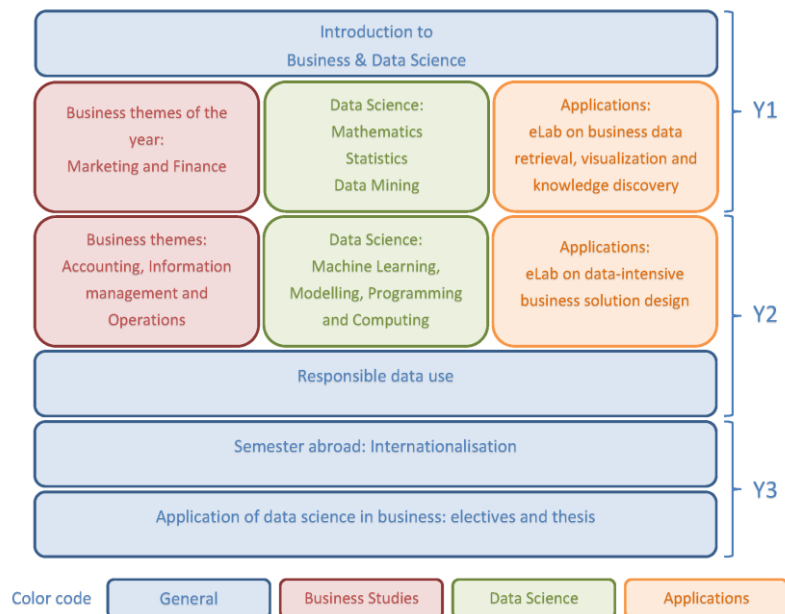 Introduction to
Business & Data Science
Business themes of the
year:
Marketing and Finance
Data Science:
Mathematics
Statistics
Data Mining
Applications:
eLab on business data
retrieval, visualization and
knowledge discovery
Y1
Business themes:
Accounting, Information
management and
Operations
Data Science:
Machine Learning,
Modelling, Programming
and Computing
Applications:
eLab on data-intensive
business solution design
Y2
Responsible data use
Semester abroad: Internationalisation
Y3
Application of data science in business: electives and thesis
Color code
General
Business Studies
Data Science
Applications